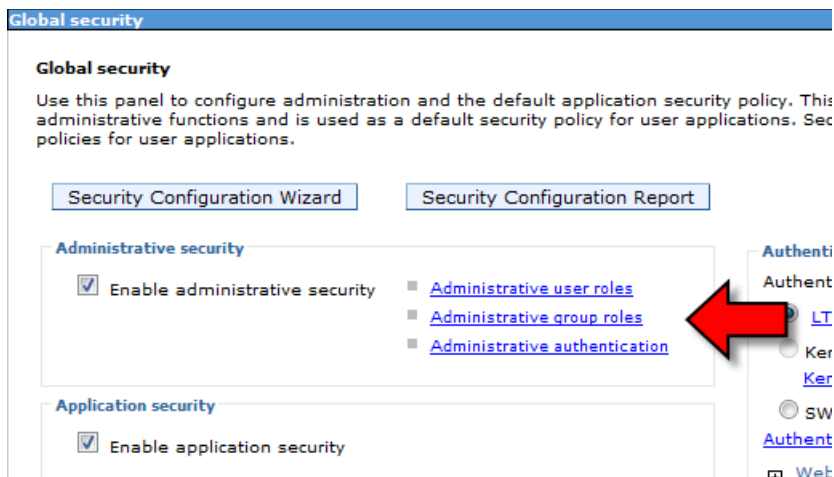 Global security
Global security
Use this panel to configure administration and the default application security policy. This
administrative functions and is used as a default security policy for user applications. Sec
policies for user applications.
Security Configuration Wizard
Security Configuration Report
Administrative security
Enable administrative security
Administrative user roles
Administrative group roles
Administrative authentication
Application security
Enable application security
Authenti
Authent
LT
Ker
Ker
SW
Authent
Web